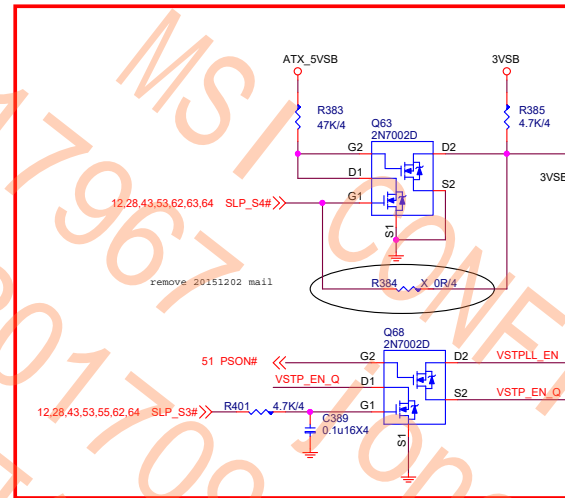 ATX_5VSB
3VSB
R383
47K/4
Q63
2N7002D
R385
4.7K/4
G2
D2
D1
S2
3VSB
12,28,43,53,62,63,64 SLP_S4#
G1
S1
remove 20151202 mail
R384 X_0R/4
Q68
2N7002D
51 PSON#
G2
D2
VSTPLL_EN
VSTP_EN_Q
D1
S2
VSTP_EN_Q
12,28,43,53,55,62,64 SLP_S3#
R401
4.7K/4
G1
C389
0.1u16X4
S1
MSI CONF
47967